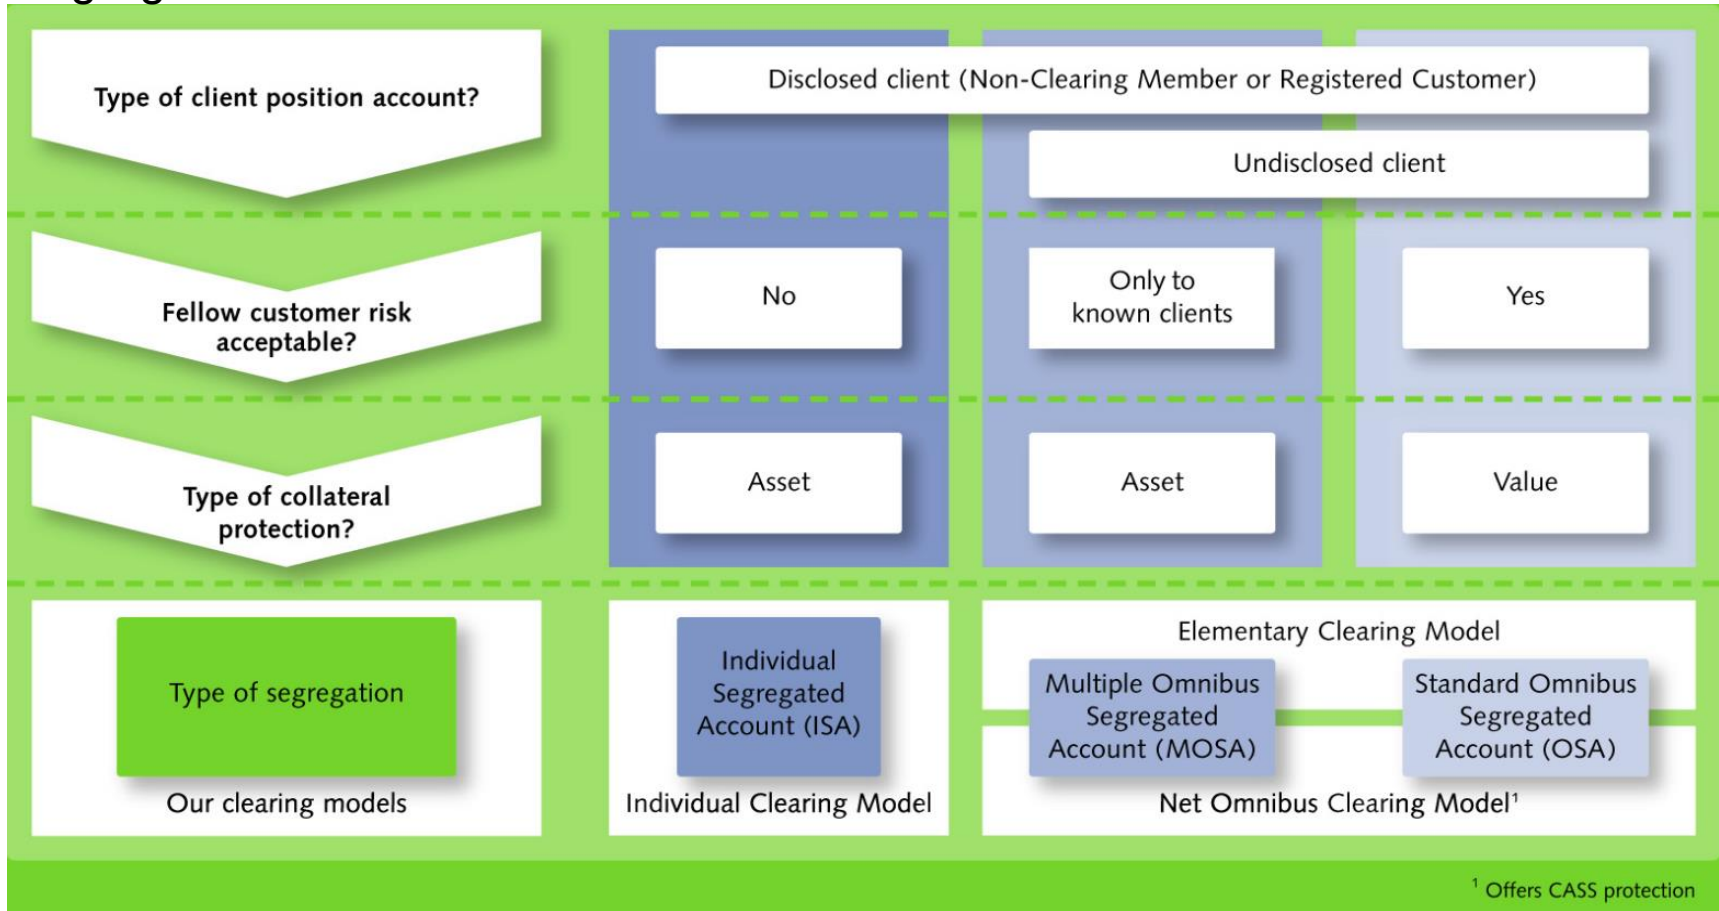 Type of client position account?
Disclosed client (Non-Clearing Member or Registered Customer)
Undisclosed client
Fellow customer risk
acceptable?
No
Only to
known clients
Yes
Type of collateral
protection?
Asset
Asset
Value
Type of segregation
Our clearing models
Individual
Segregated
Account (ISA)
Individual Clearing Model
Elementary Clearing Model
Multiple Omnibus
Segregated
Account (MOSA)
Standard Omnibus
Segregated
Account (OSA)
Net Omnibus Clearing Model¹
¹ Offers CASS protection